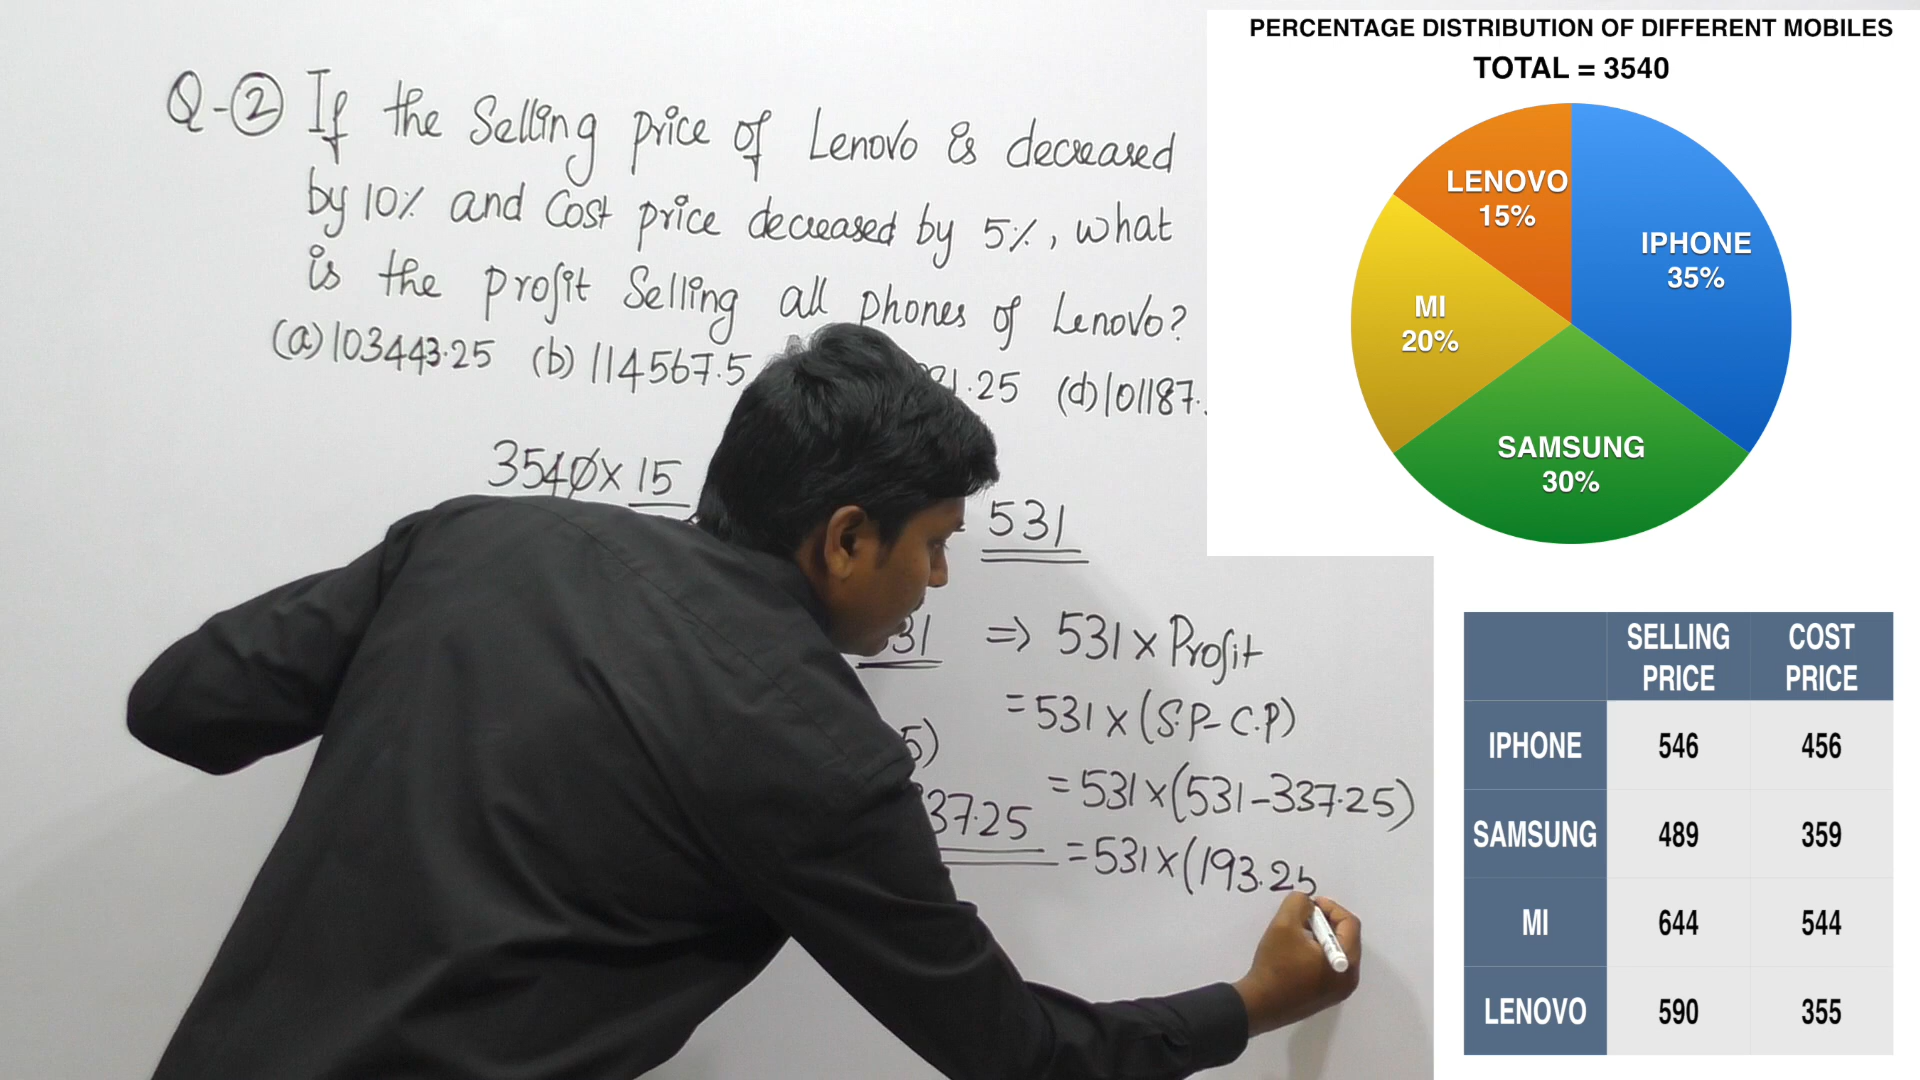 Q-② If the Selling price of Lenovo is decreased
by 10% and Cost price decreased by 5%, what
is the profit Selling all phones of Lenovo?
(a) 103443.25 (b) 114567.5 .25 (d) 101187.
3540 x 15
531
31 => 531 x Profit
= 531 x (S.P - C.P)
5)
= 531 x (531 - 337.25)
37.25
= 531 x (193.25
PERCENTAGE DISTRIBUTION OF DIFFERENT MOBILES
TOTAL = 3540
LENOVO
15%
IPHONE
35%
MI
20%
SAMSUNG
30%
SELLING PRICE COST PRICE
IPHONE 546 456
SAMSUNG 489 359
MI 644 544
LENOVO 590 355